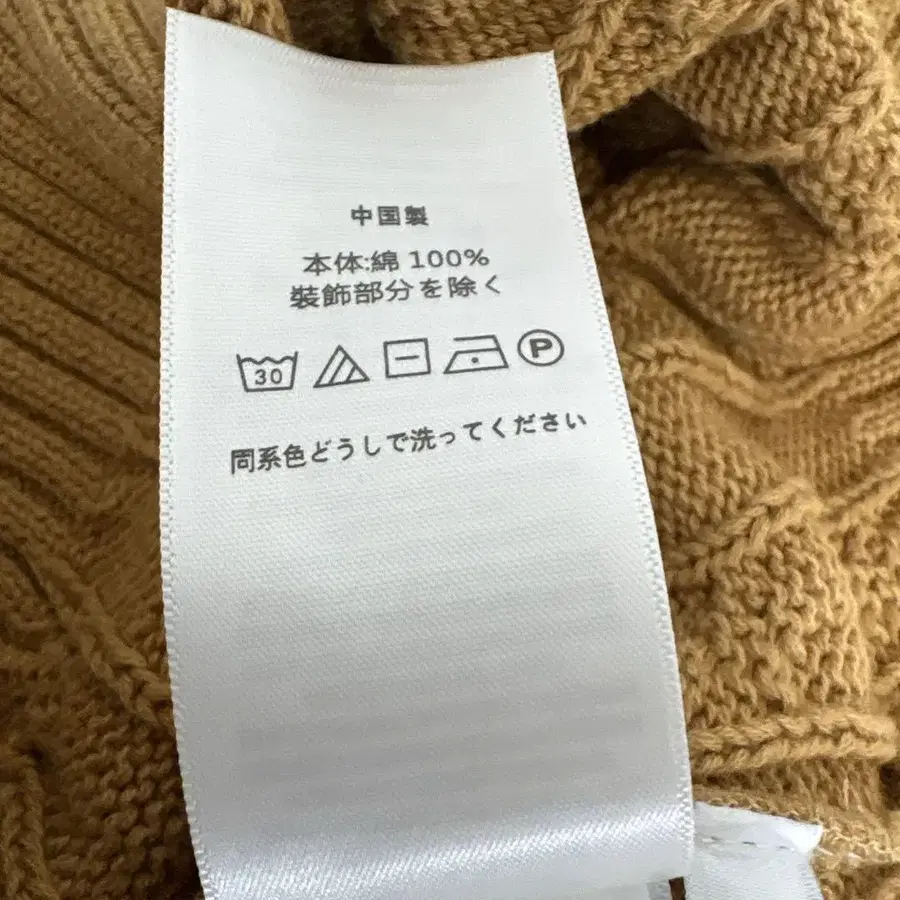 中国製
本体:綿 100%
装飾部分を除く
30 P
同系色どうしで洗ってください